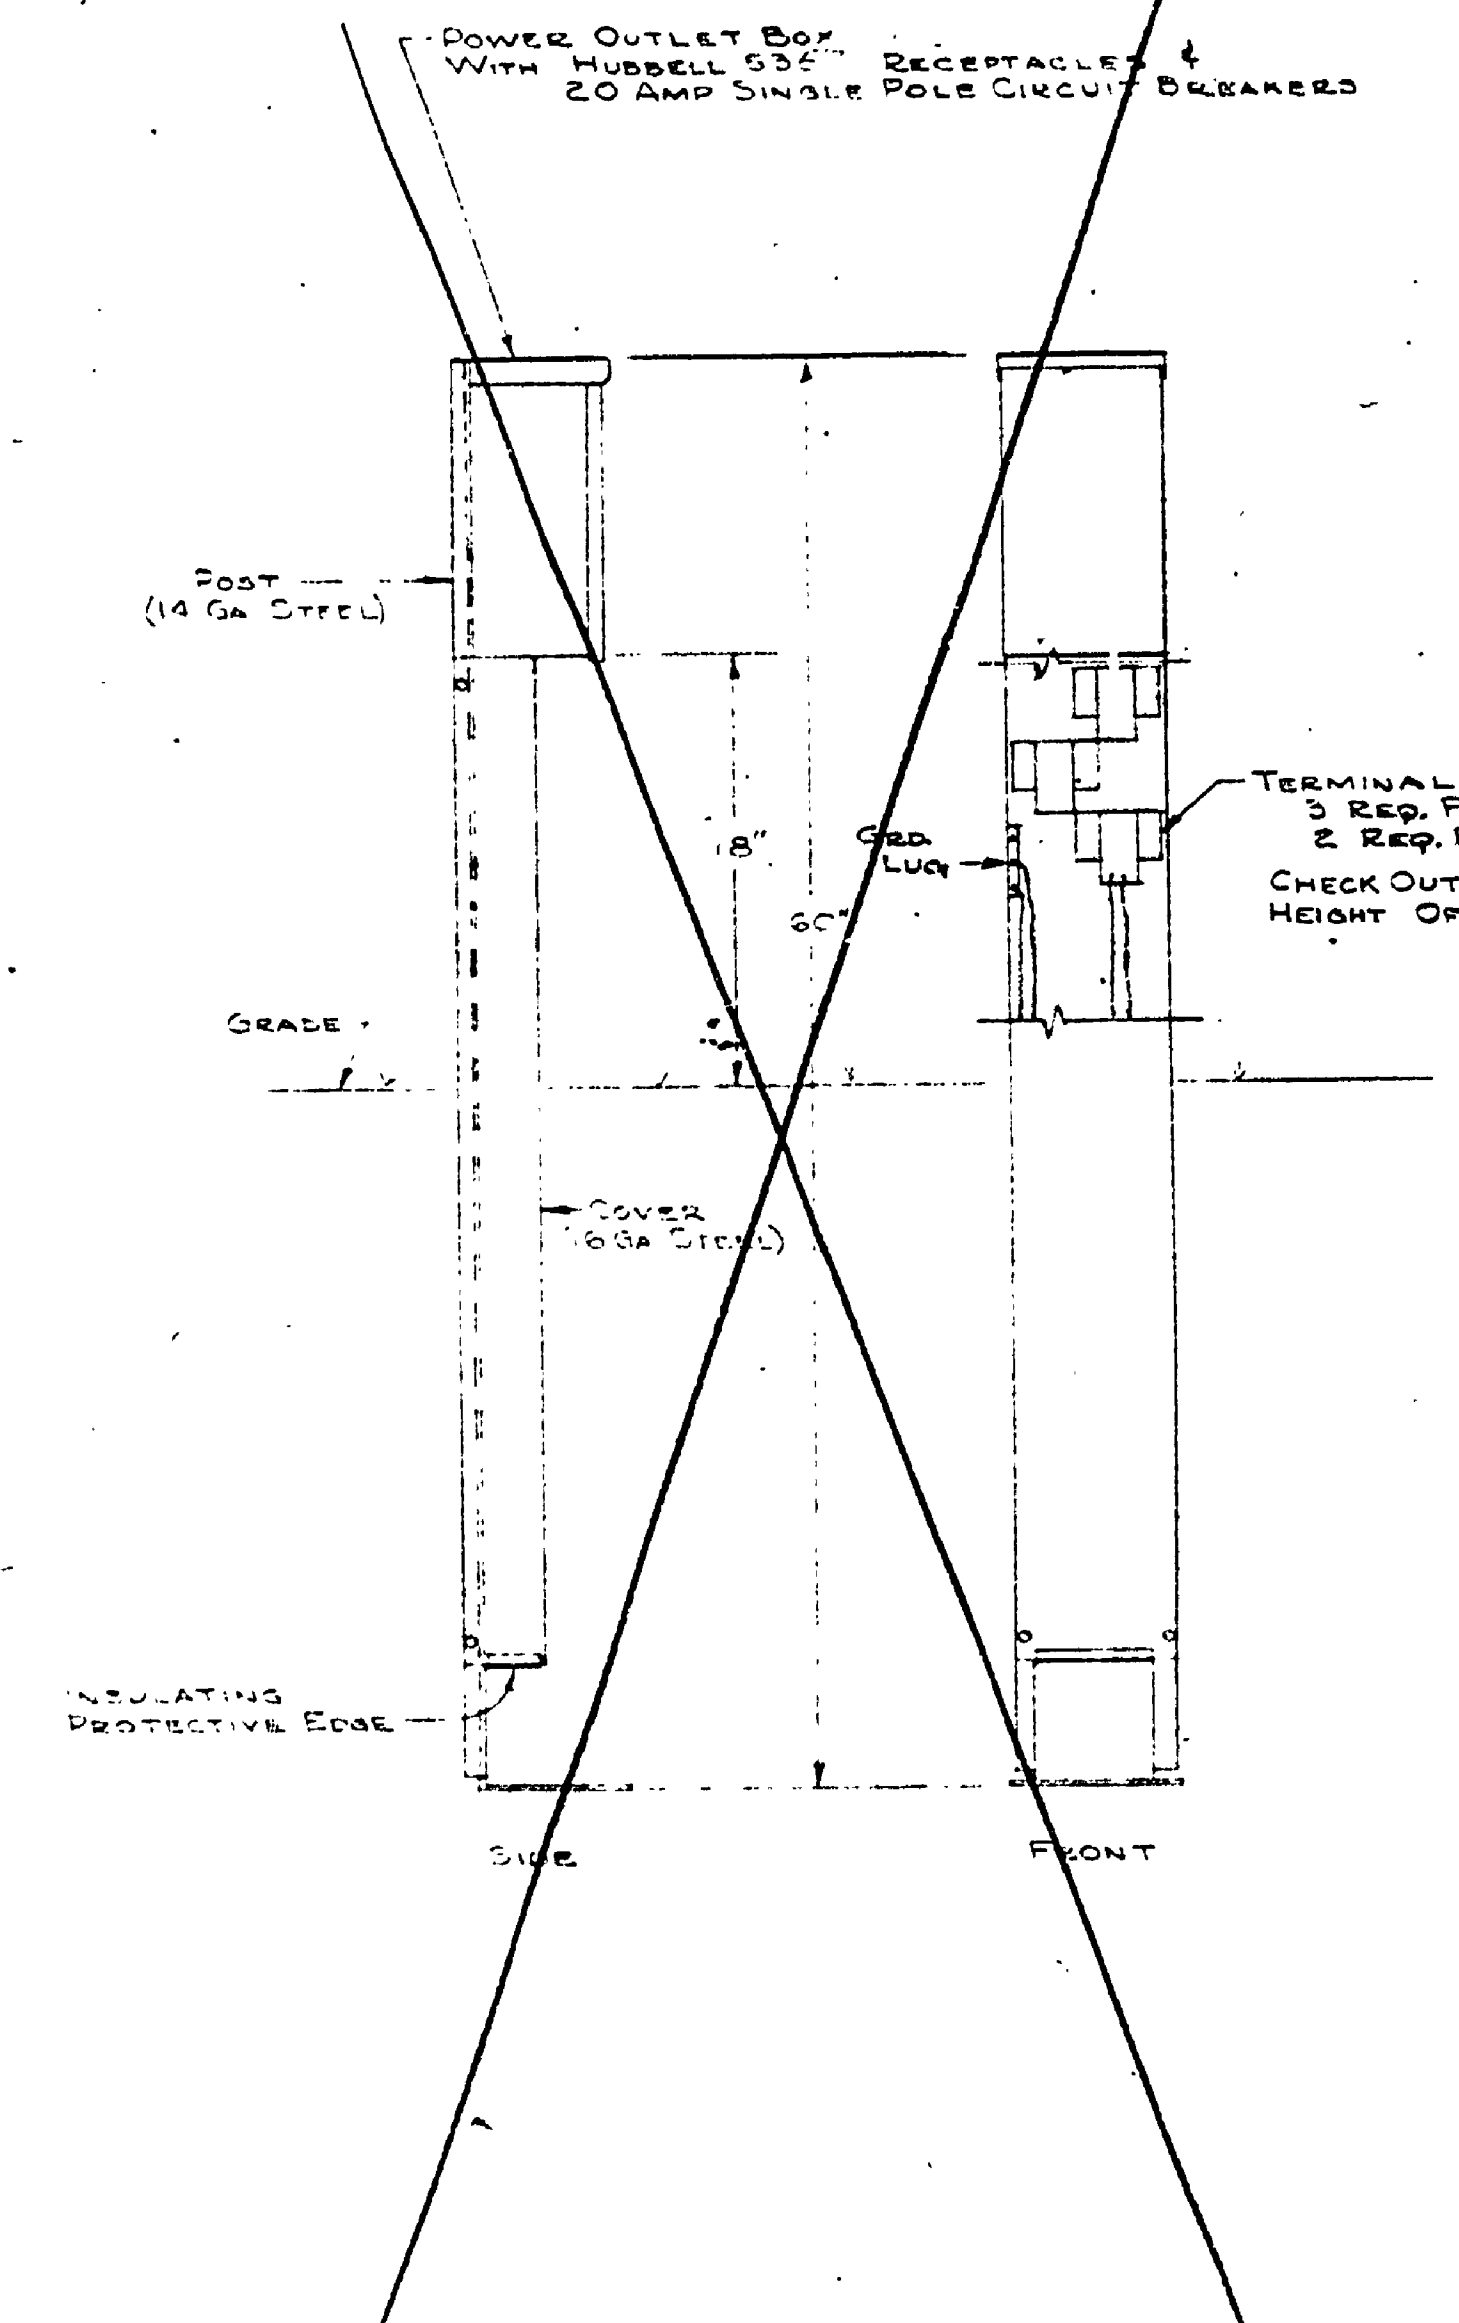 POWER OUTLET BOX
WITH HUBBELL RECEPTACLES &
20 AMP SINGLE POLE CIRCUIT BREAKERS
POST
(14 GA STEEL)
18"
60"
GRD.
LUG
TERMINAL
3 REQ. F
2 REQ.
CHECK OUT
HEIGHT OF
GRADE
COVER
(16 GA STEEL)
INSULATING
PROTECTIVE EDGE
SIDE
FRONT